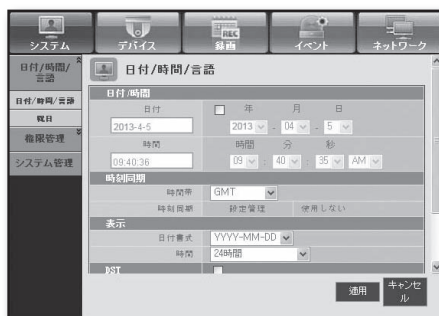 システム
デバイス
REC
録画
イベント
ネットワーク
日付/時間/
言語
日付/時間/言語
祝日
権限管理
システム管理
日付/時間/言語
日付/時間
日付
年 月 日
2013-4-5
2013 - 04 - 5
時間
時間 分 秒
09:40:36
09 : 40 : 35 AM
時刻同期
時間帯 GMT
時刻同期 設定管理 使用しない
表示
日付書式 YYYY-MM-DD
時間 24時間
DST
適用
キャンセ
ル